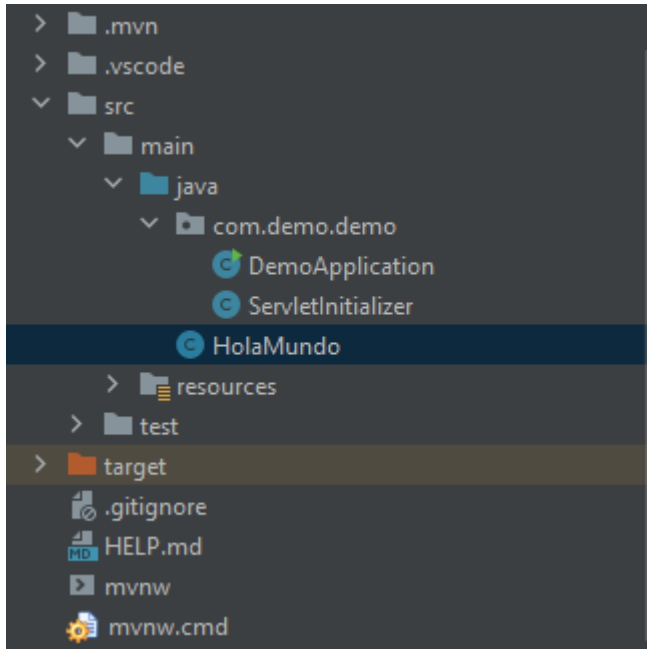 .mvn
.vscode
src
main
java
com.demo.demo
C DemoApplication
C ServletInitializer
C HolaMundo
resources
test
target
.gitignore
MD HELP.md
mvnw
mvnw.cmd